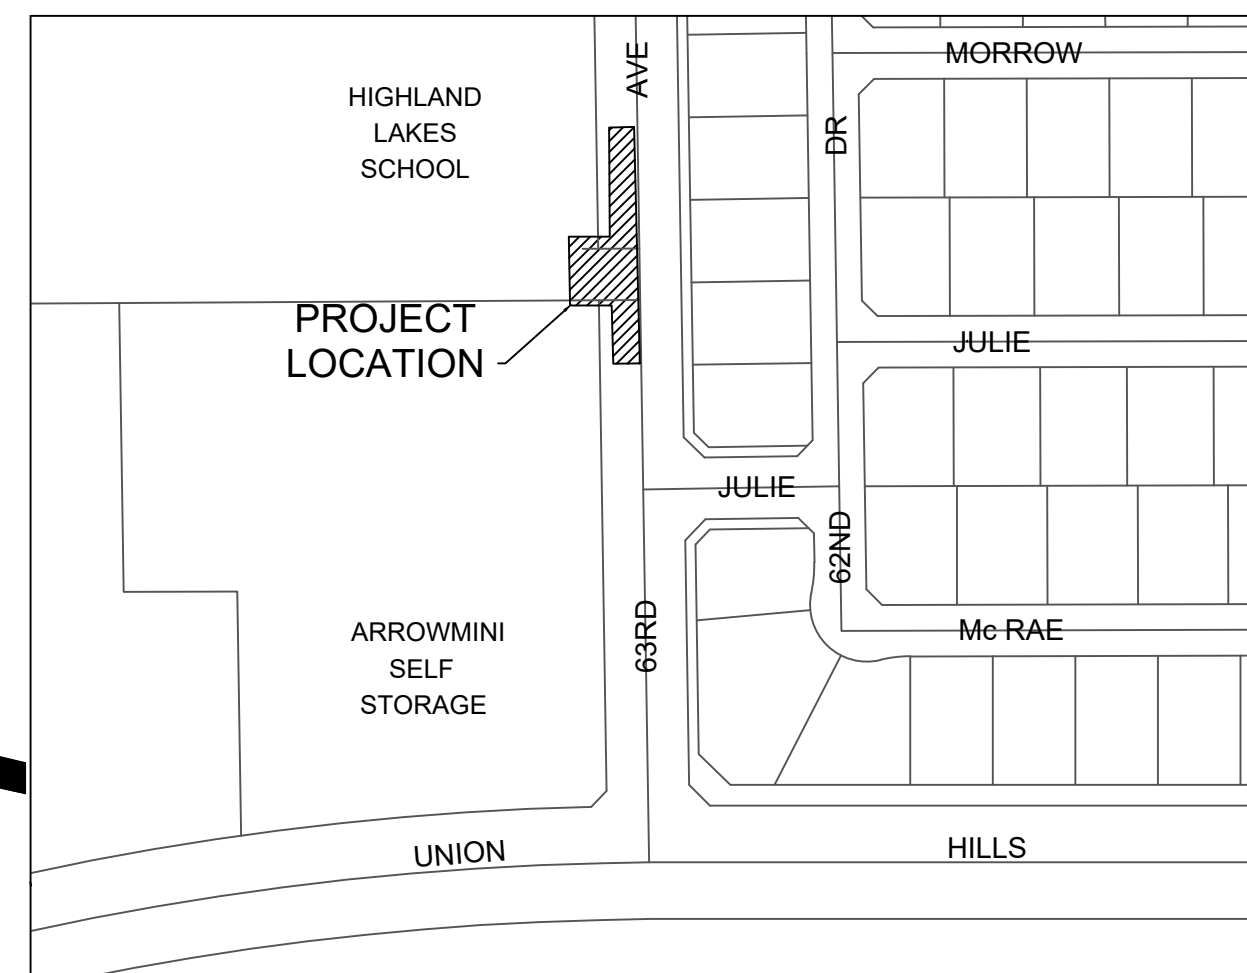 MORROW
AVE
HIGHLAND
LAKES
SCHOOL
DR
PROJECT
LOCATION
JULIE
JULIE
62ND
63RD
Mc RAE
ARROWMINI
SELF
STORAGE
UNION
HILLS